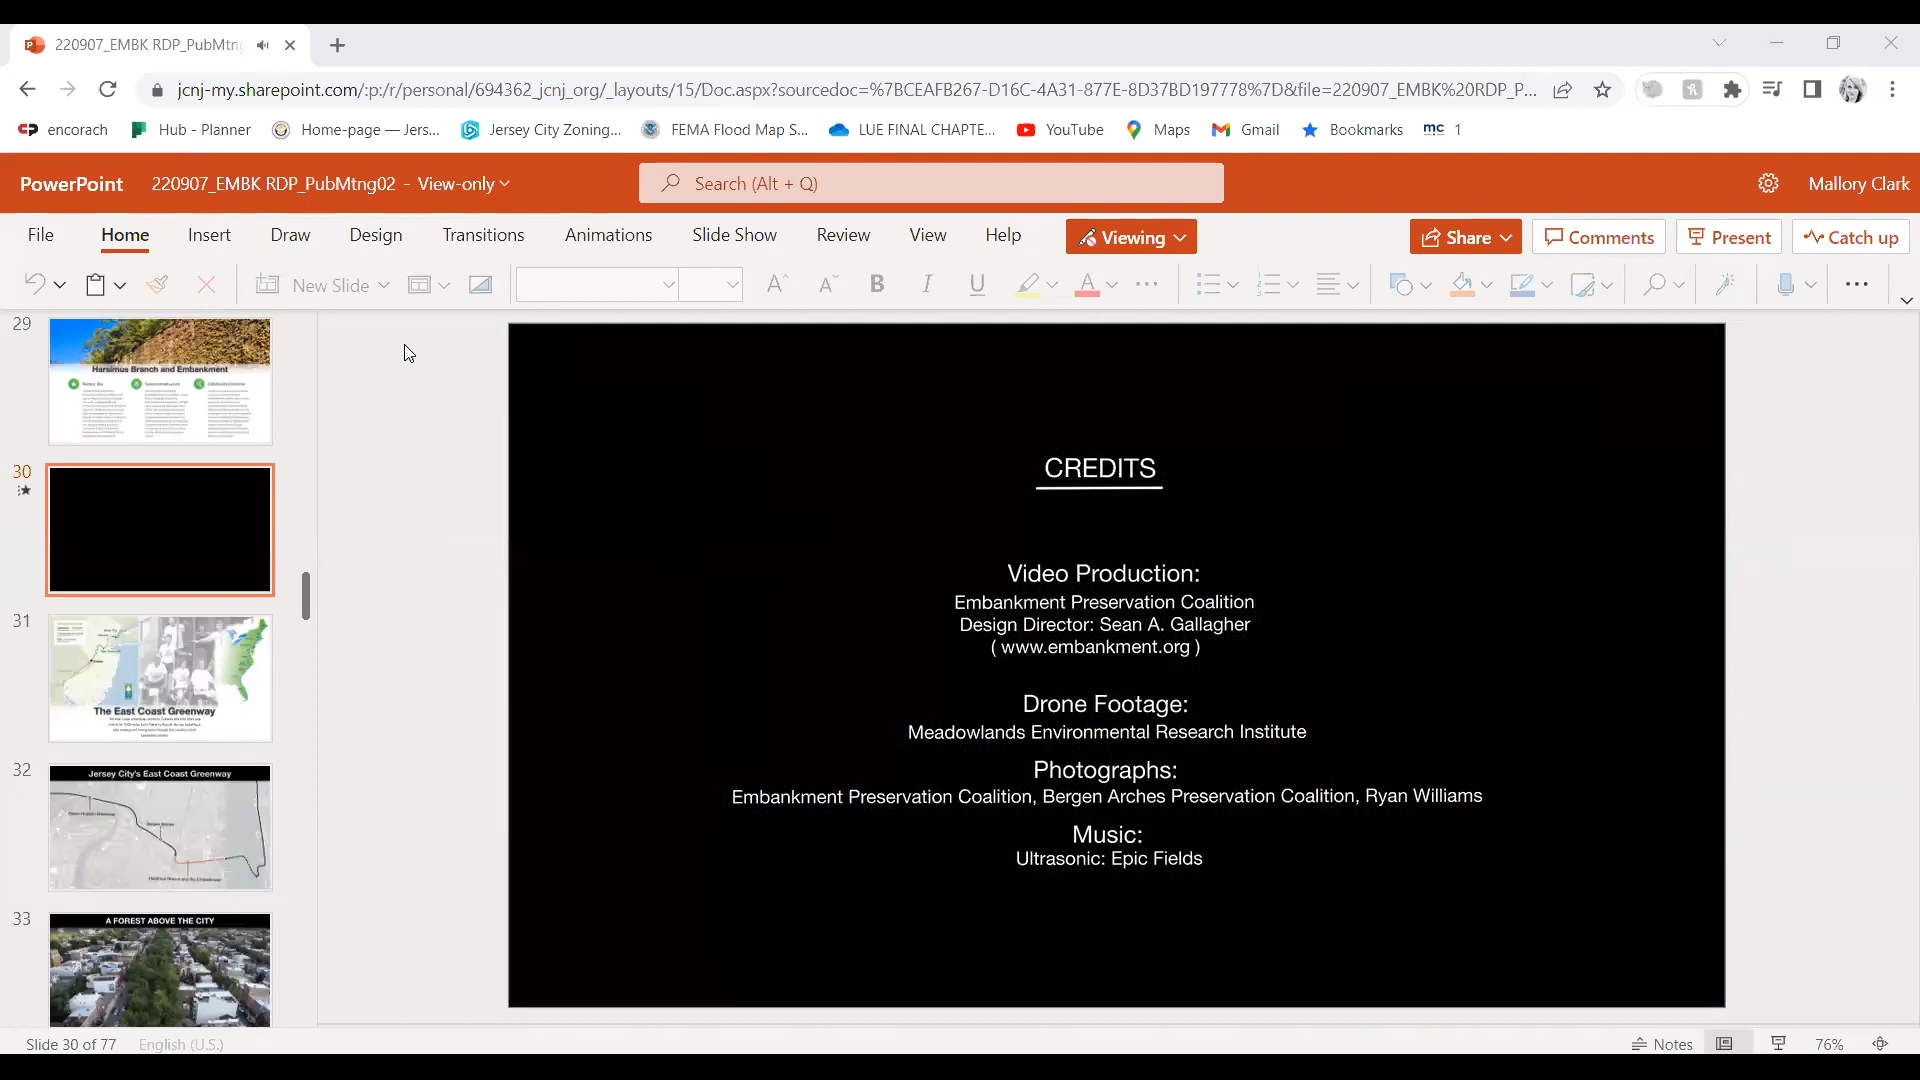 220907_EMBK RDP_PubMtng
jcnj-my.sharepoint.com/:p:/r/personal/694362_jcnj_org/_layouts/15/Doc.aspx?sourcedoc=%7BCEAFB267-D16C-4A31-877E-8D37BD197778%7D&file=220907_EMBK%20RDP_P...
encorach Hub - Planner Home-page — Jers... Jersey City Zoning... FEMA Flood Map S... LUE FINAL CHAPTE... YouTube Maps Gmail Bookmarks mc 1
PowerPoint 220907_EMBK RDP_PubMtng02 - View-only Search (Alt + Q) Mallory Clark
File Home Insert Draw Design Transitions Animations Slide Show Review View Help Viewing Share Comments Present Catch up
New Slide
29
Harsimus Branch and Embankment
30
31
The East Coast Greenway
32
Jersey City's East Coast Greenway
33
A FOREST ABOVE THE CITY
CREDITS
Video Production:
Embankment Preservation Coalition
Design Director: Sean A. Gallagher
( www.embankment.org )
Drone Footage:
Meadowlands Environmental Research Institute
Photographs:
Embankment Preservation Coalition, Bergen Arches Preservation Coalition, Ryan Williams
Music:
Ultrasonic: Epic Fields
Slide 30 of 77 English (U.S.) Notes 76%